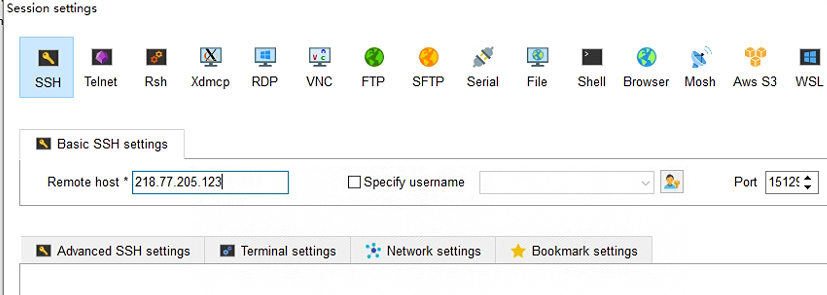 Session settings
SSH Telnet Rsh Xdmcp RDP VNC FTP SFTP Serial File Shell Browser Mosh Aws S3 WSL
Basic SSH settings
Remote host * 218.77.205.123 Specify username Port 15129
Advanced SSH settings Terminal settings Network settings Bookmark settings